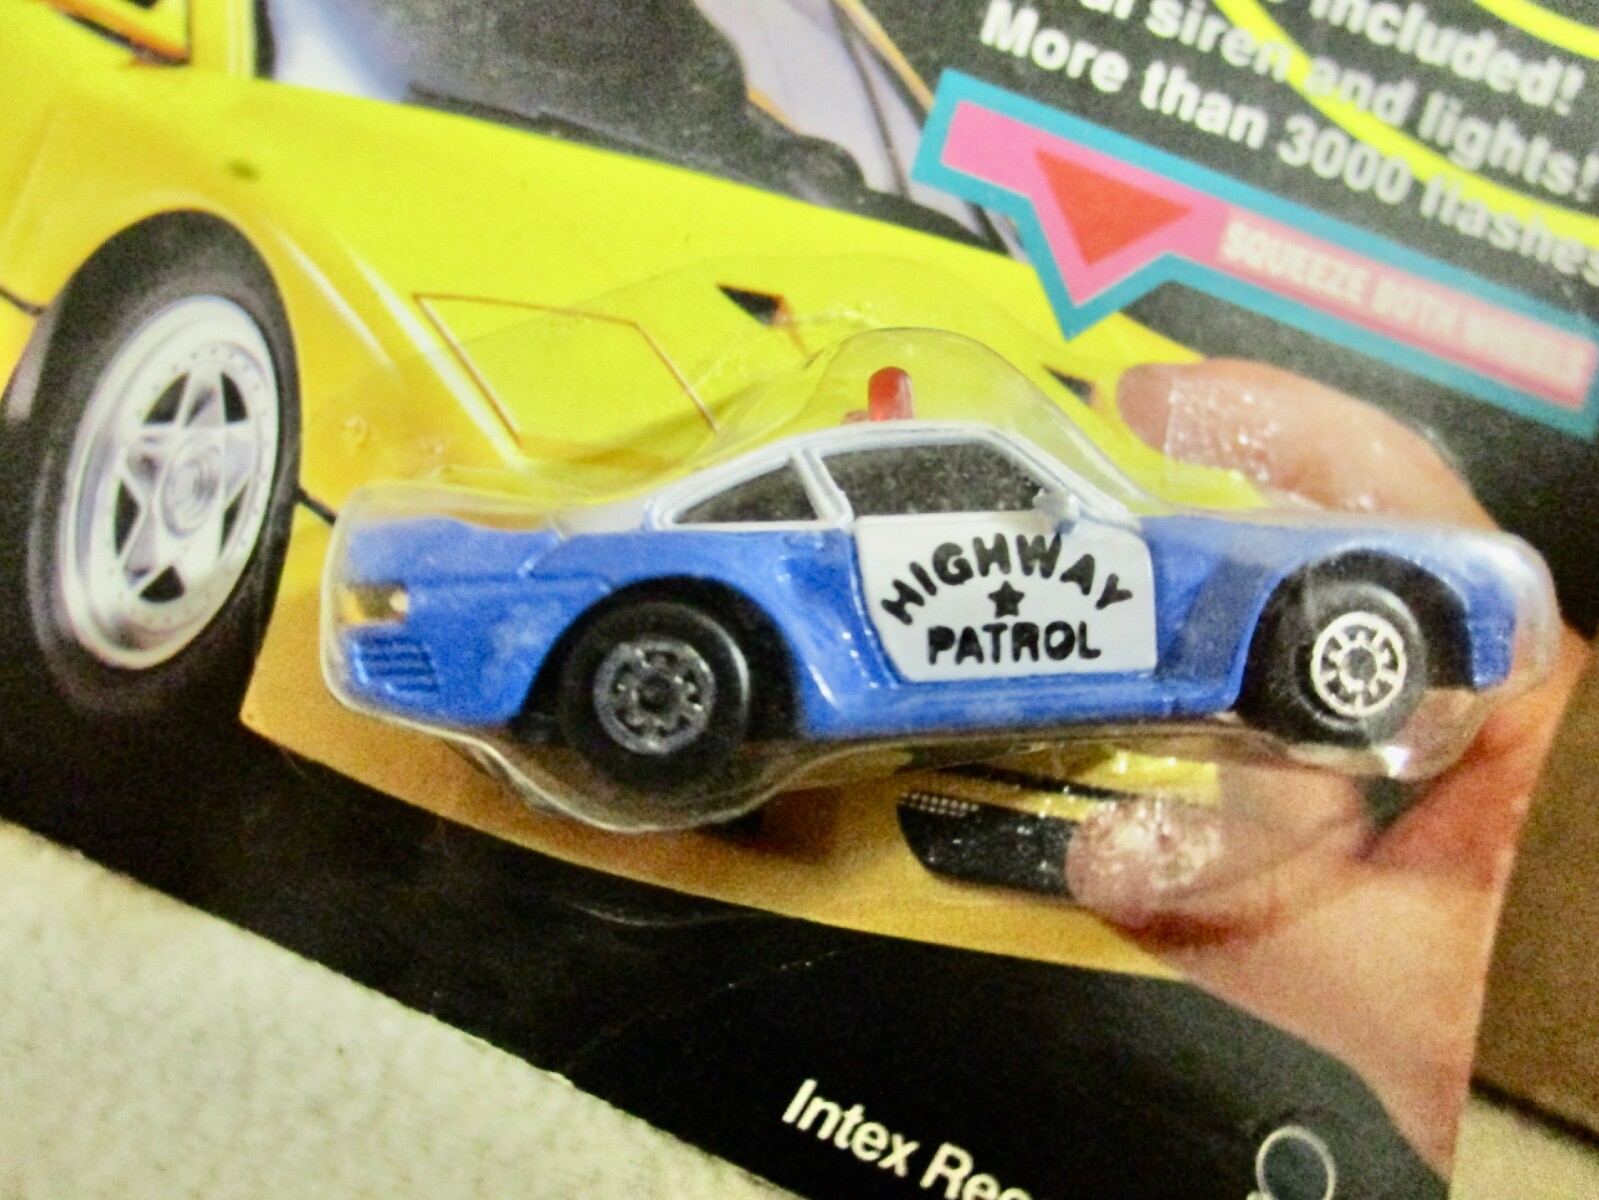 included!
siren and lights!
More than 3000 flashes
SQUEEZE BOTH WHEELS
HIGHWAY
PATROL
Intex